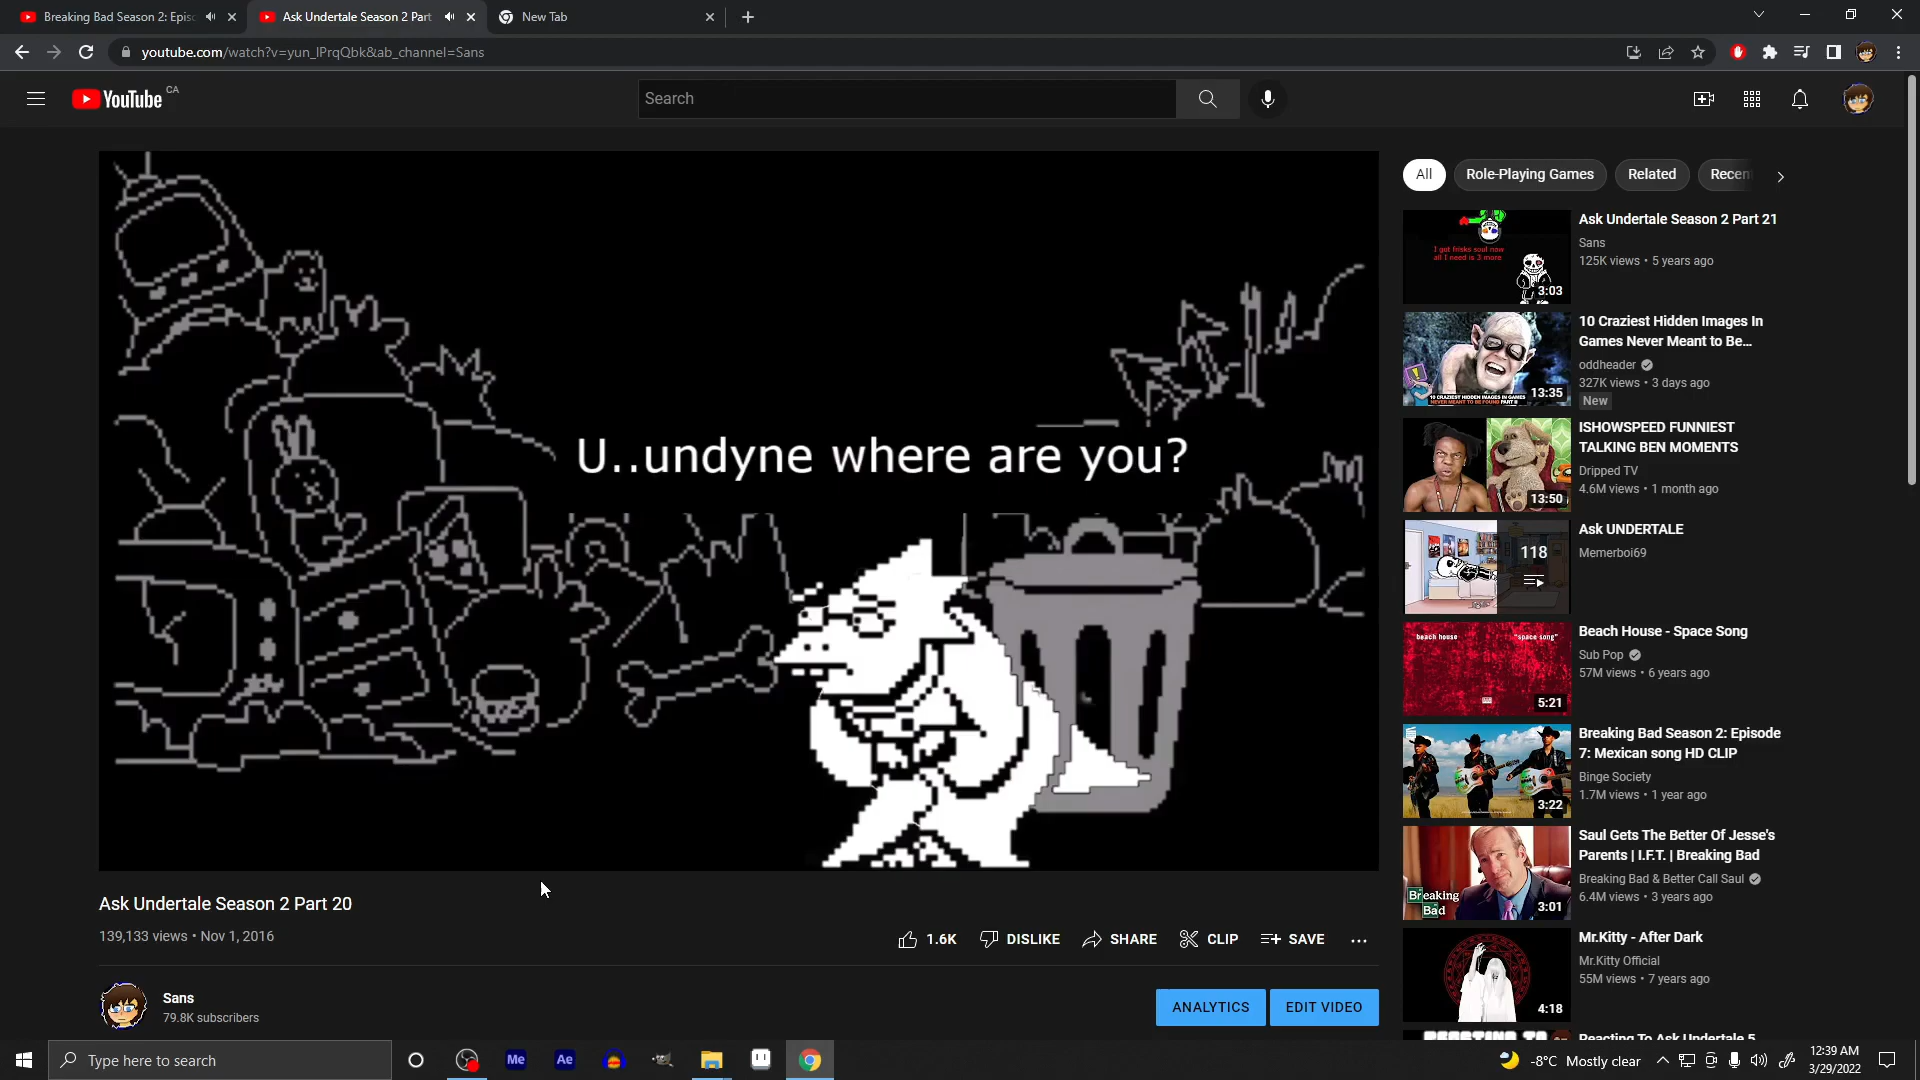 Breaking Bad Season 2: Epis
Ask Undertale Season 2 Part
New Tab
youtube.com/watch?v=yun_lPrqQbk&ab_channel=Sans
YouTube CA
Search
U..undyne where are you?
All
Role-Playing Games
Related
Recen
I got frisks soul now
all I need is 3 more
3:03
Ask Undertale Season 2 Part 21
Sans
125K views • 5 years ago
13:35
10 Craziest Hidden Images In
Games Never Meant to Be...
oddheader
327K views • 3 days ago
New
13:50
ISHOWSPEED FUNNIEST
TALKING BEN MOMENTS
Dripped TV
4.6M views • 1 month ago
118
Ask UNDERTALE
Memerboi69
beach house
"space song"
5:21
Beach House - Space Song
Sub Pop
57M views • 6 years ago
3:22
Breaking Bad Season 2: Episode
7: Mexican song HD CLIP
Binge Society
1.7M views • 1 year ago
Breaking
Bad
3:01
Saul Gets The Better Of Jesse's
Parents | I.F.T. | Breaking Bad
Breaking Bad & Better Call Saul
6.4M views • 3 years ago
4:18
Mr.Kitty - After Dark
Mr.Kitty Official
55M views • 7 years ago
Reacting To Ask Undertale 5
Ask Undertale Season 2 Part 20
139,133 views • Nov 1, 2016
1.6K
DISLIKE
SHARE
CLIP
SAVE
Sans
79.8K subscribers
ANALYTICS
EDIT VIDEO
Type here to search
Me
Ae
-8°C Mostly clear
12:39 AM
3/29/2022